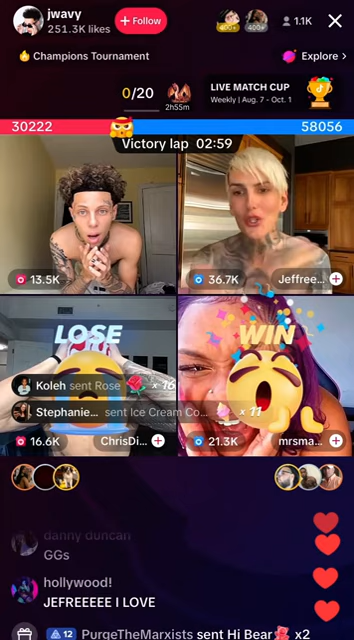 jwavy
251.3K likes
+ Follow
400+
400+
1.1K
Champions Tournament
Explore >
0/20
2h55m
LIVE MATCH CUP
Weekly | Aug. 7 - Oct. 1
30222
58056
Victory lap 02:59
13.5K
36.7K
Jeffree...
LOSE
WIN
Koleh sent Rose x 16
Stephanie... sent Ice Cream Co... x 11
16.6K
ChrisDi...
21.3K
mrsma...
danny duncan
GGs
hollywood!
JEFREEEEE I LOVE
12 PurgeTheMarxists sent Hi Bear x2